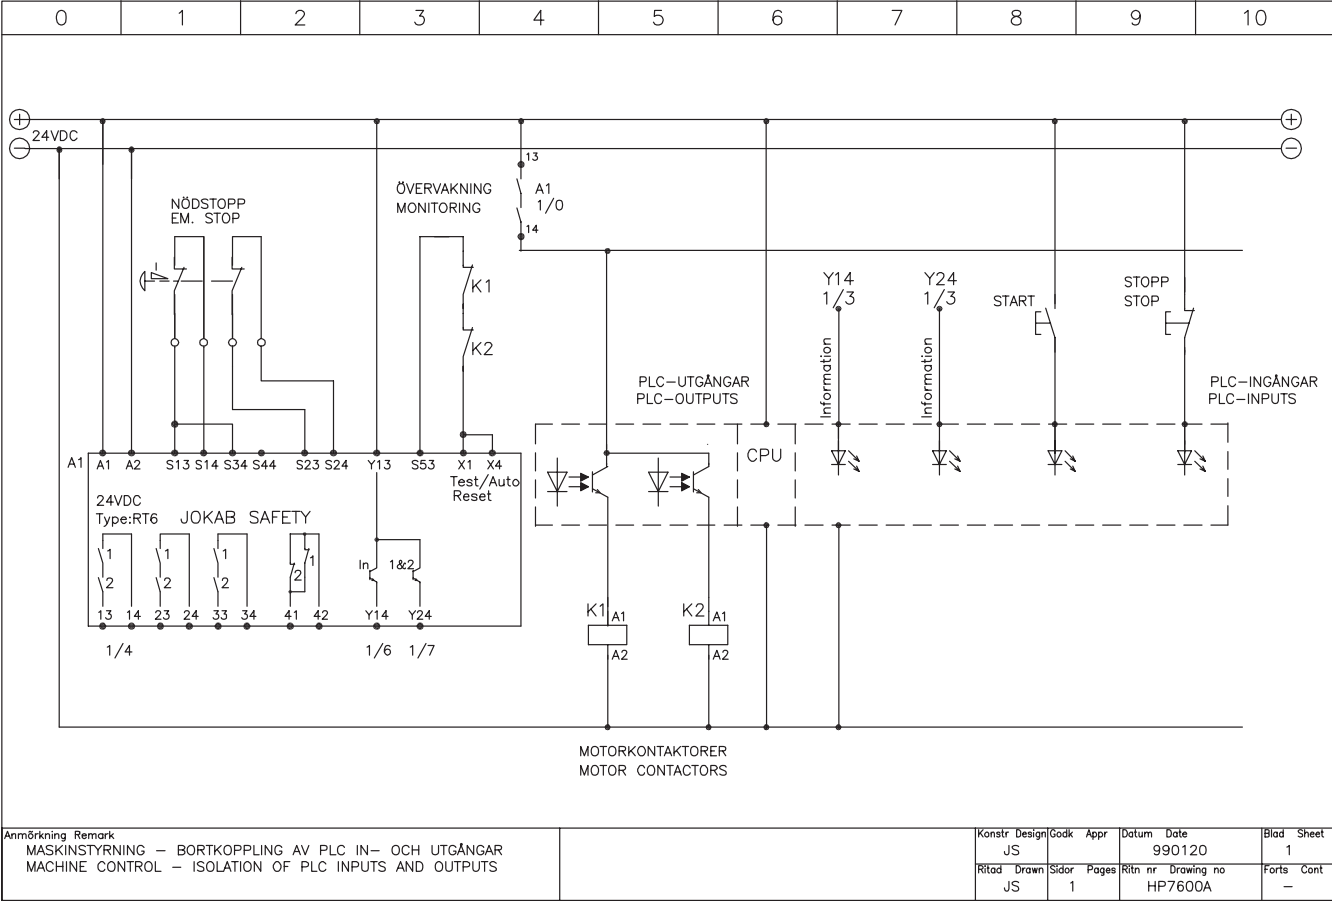 0 1 2 3 4 5 6 7 8 9 10
24VDC
13
A1
1/0
14
ÖVERVAKNING
MONITORING
NÖDSTOPP
EM. STOP
K1
K2
Y14
1/3
Y24
1/3
START
STOPP
STOP
Information
Information
PLC-UTGÅNGAR
PLC-OUTPUTS
PLC-INGÅNGAR
PLC-INPUTS
CPU
A1
A1 A2 S13 S14 S34 S44 S23 S24 Y13 S53 X1 X4
Test/Auto
Reset
24VDC
Type:RT6 JOKAB SAFETY
1 1 1 1
2 2 2 2
In 1&2
13 14 23 24 33 34 41 42 Y14 Y24
1/4 1/6 1/7
K1 A1
A2
K2 A1
A2
MOTORKONTAKTORER
MOTOR CONTACTORS
Anmörkning Remark
MASKINSTYRNING – BORTKOPPLING AV PLC IN– OCH UTGÅNGAR
MACHINE CONTROL – ISOLATION OF PLC INPUTS AND OUTPUTS
Konstr Design Godk Appr Datum Date Blad Sheet
JS 990120 1
Ritad Drawn Sidor Pages Ritn nr Drawing no Forts Cont
JS 1 HP7600A –